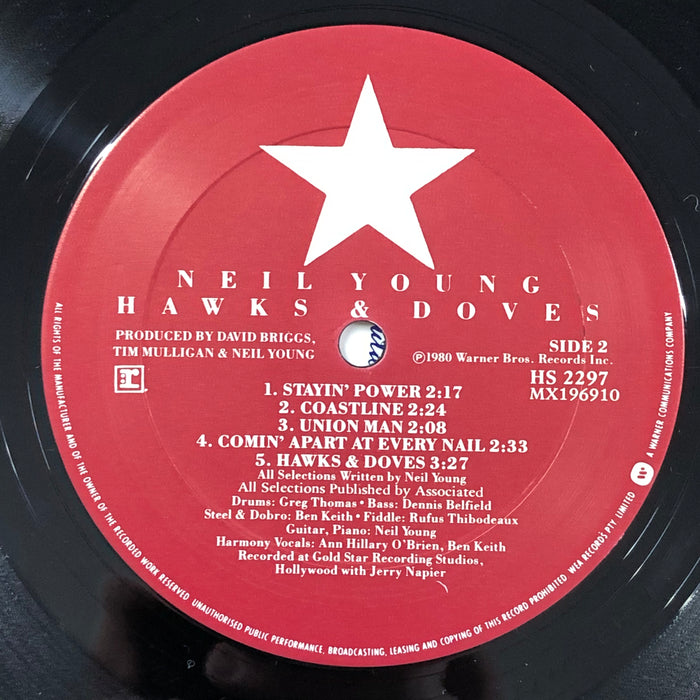 NEIL YOUNG
HAWKS & DOVES
PRODUCED BY DAVID BRIGGS,
TIM MULLIGAN & NEIL YOUNG
SIDE 2
℗1980 Warner Bros. Records Inc.
HS 2297
MX196910
1. STAYIN' POWER 2:17
2. COASTLINE 2:24
3. UNION MAN 2:08
4. COMIN' APART AT EVERY NAIL 2:33
5. HAWKS & DOVES 3:27
All Selections Written by Neil Young
All Selections Published by Associated
Drums: Greg Thomas • Bass: Dennis Belfield
Steel & Dobro: Ben Keith • Fiddle: Rufus Thibodeaux
Guitar, Piano: Neil Young
Harmony Vocals: Ann Hillary O'Brien, Ben Keith
Recorded at Gold Star Recording Studios,
Hollywood with Jerry Napier
ALL RIGHTS OF THE MANUFACTURER AND OF THE OWNER OF THE RECORDED WORK RESERVED. UNAUTHORISED PUBLIC PERFORMANCE, BROADCASTING, LEASING AND COPYING OF THIS RECORD PROHIBITED. WEA RECORDS PTY. LIMITED
A WARNER COMMUNICATIONS COMPANY